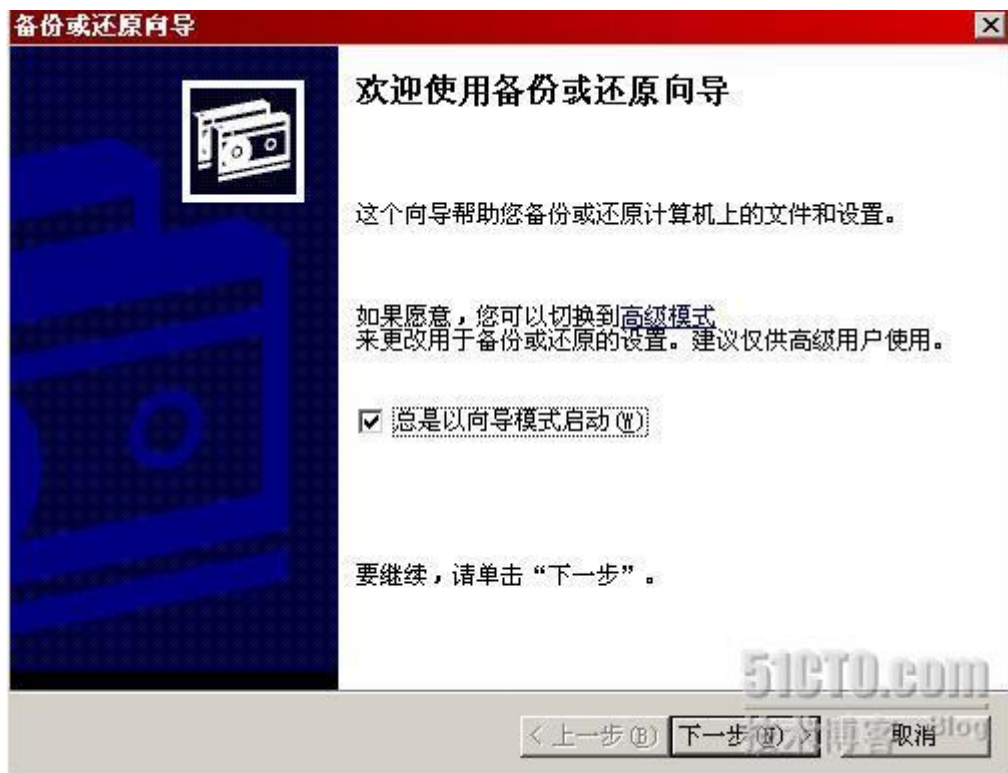 备份或还原向导
欢迎使用备份或还原向导
这个向导帮助您备份或还原计算机上的文件和设置。
如果愿意，您可以切换到高级模式
来更改用于备份或还原的设置。建议仅供高级用户使用。
总是以向导模式启动(W)
要继续，请单击“下一步”。
51CTO.com
<上一步(B) 下一步(N) > 取消
技术博客 Blog